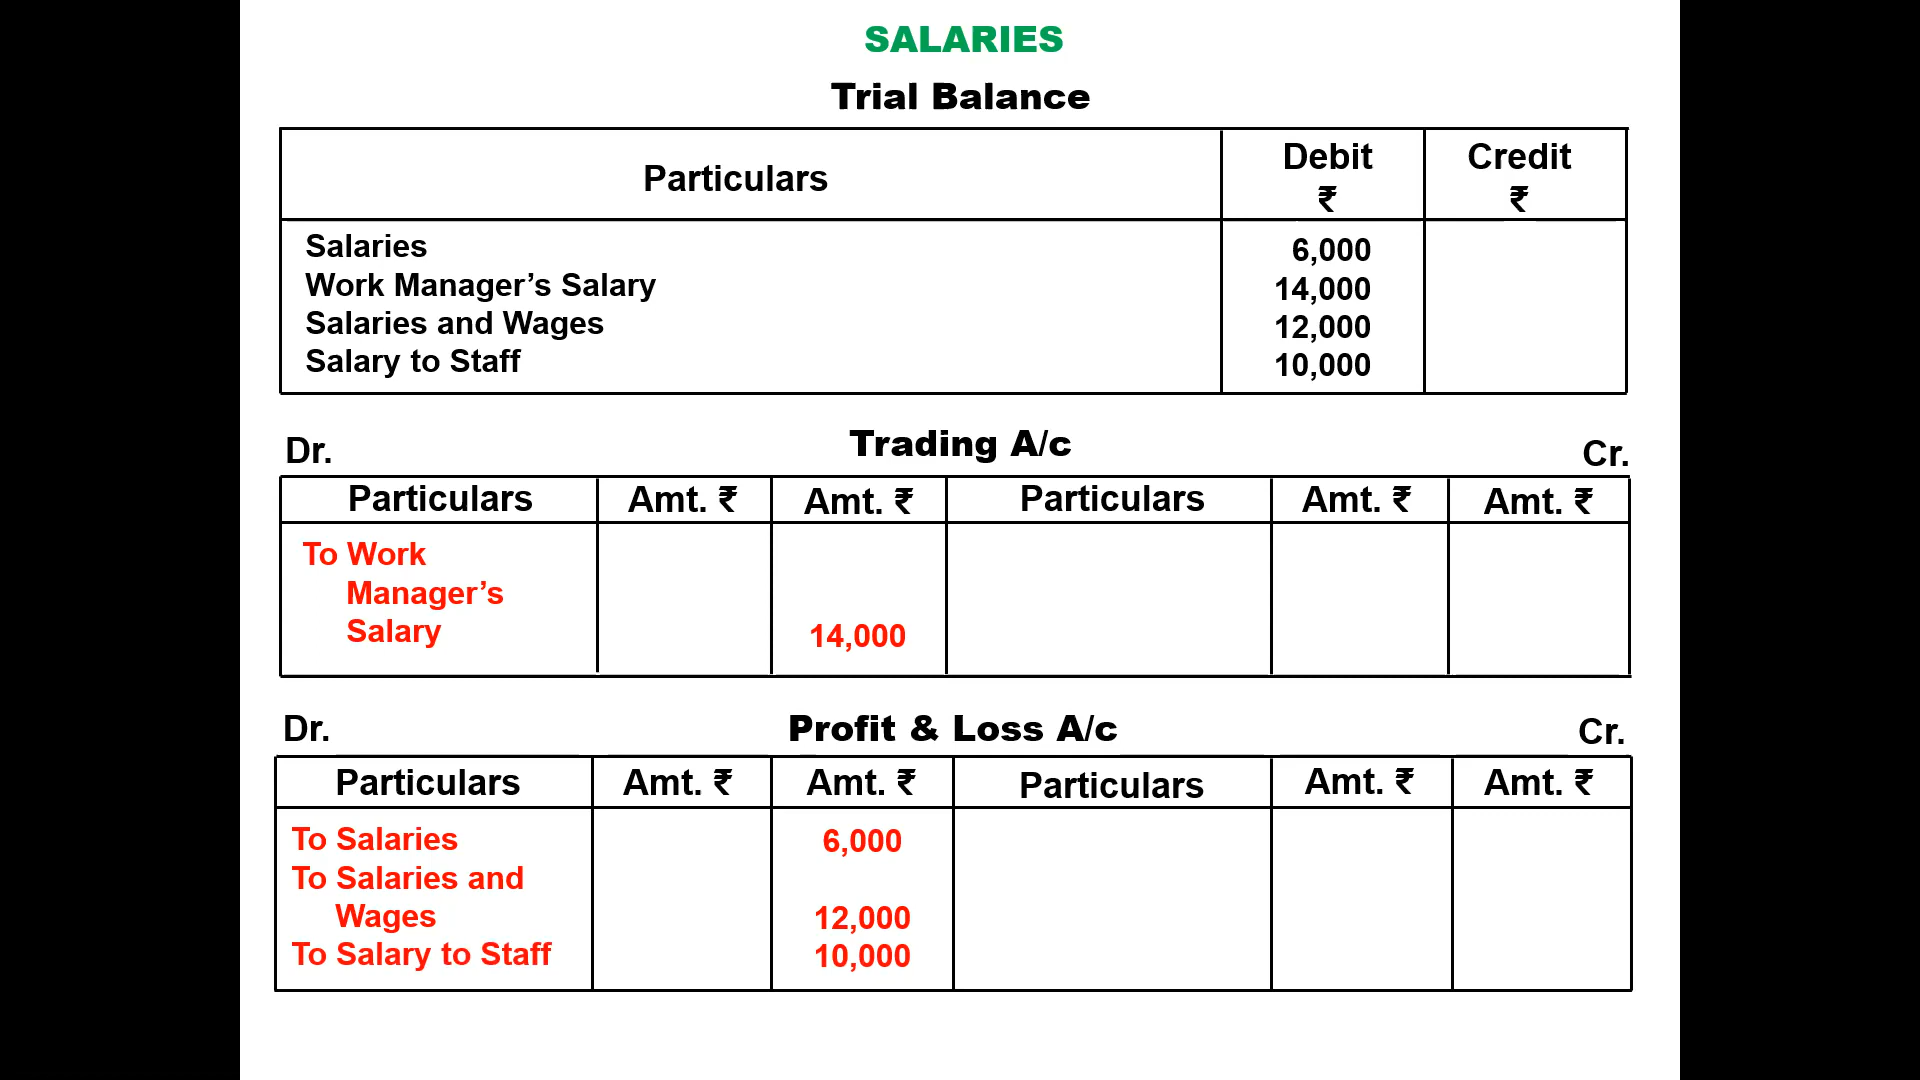 SALARIES
Trial Balance
Particulars Debit ₹ Credit ₹
Salaries 6,000
Work Manager’s Salary 14,000
Salaries and Wages 12,000
Salary to Staff 10,000
Dr. Trading A/c Cr.
Particulars Amt. ₹ Amt. ₹ Particulars Amt. ₹ Amt. ₹
To Work
Manager’s
Salary 14,000
Dr. Profit & Loss A/c Cr.
Particulars Amt. ₹ Amt. ₹ Particulars Amt. ₹ Amt. ₹
To Salaries 6,000
To Salaries and
Wages 12,000
To Salary to Staff 10,000